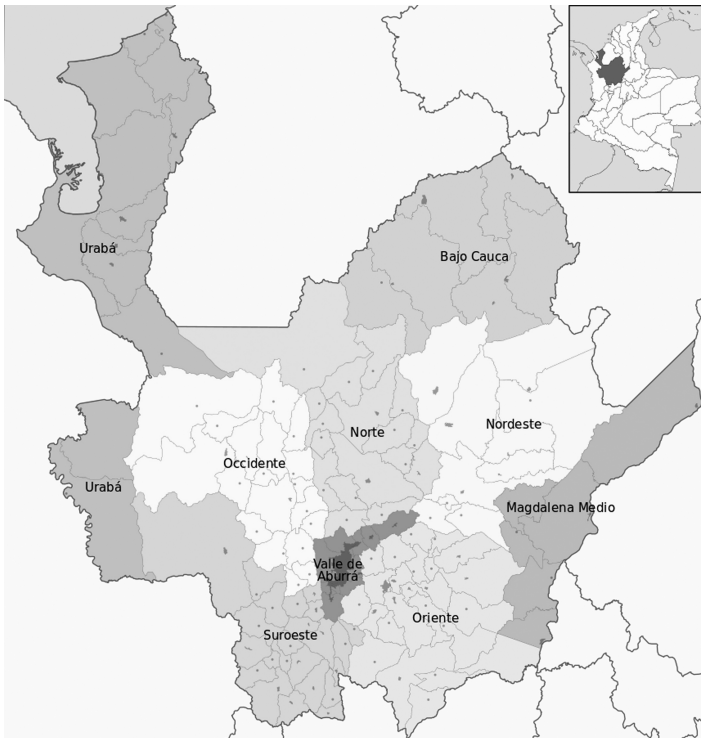 Urabá
Bajo Cauca
Norte
Nordeste
Occidente
Urabá
Magdalena Medio
Valle de
Aburrá
Oriente
Suroeste